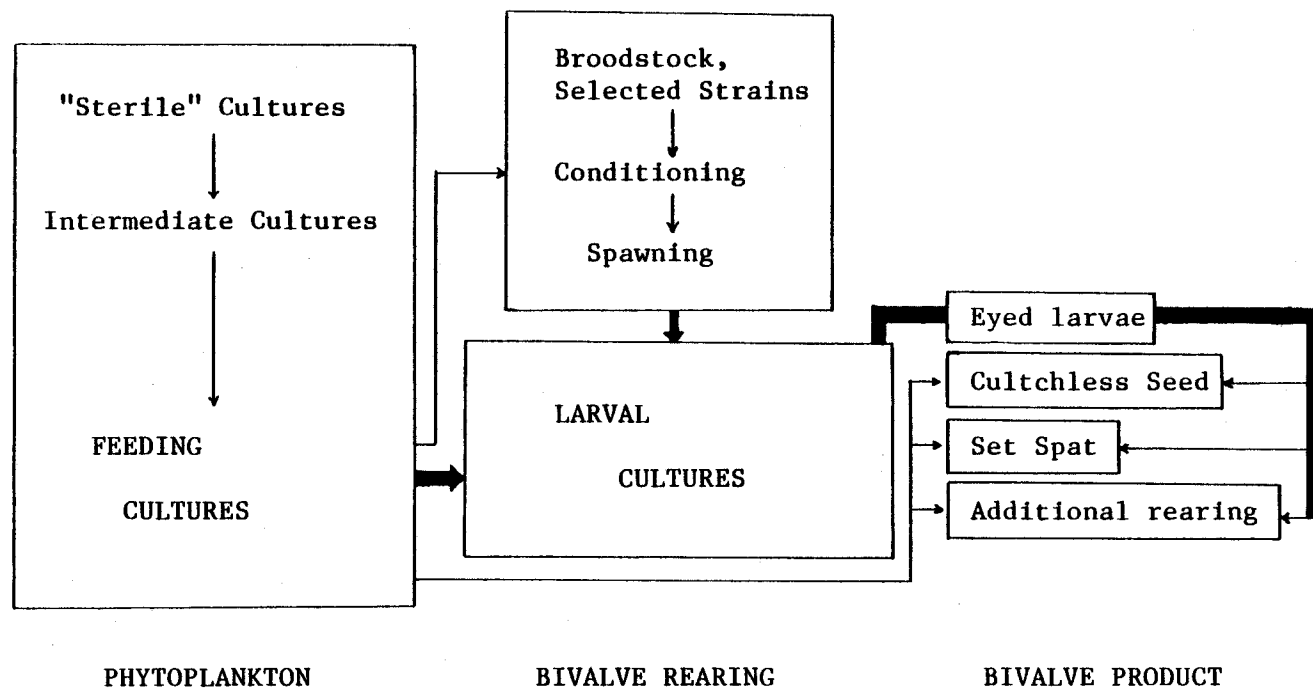 "Sterile" Cultures
Intermediate Cultures
FEEDING
CULTURES
Broodstock,
Selected Strains
Conditioning
Spawning
LARVAL
CULTURES
Eyed larvae
Cultchless Seed
Set Spat
Additional rearing
PHYTOPLANKTON
BIVALVE REARING
BIVALVE PRODUCT